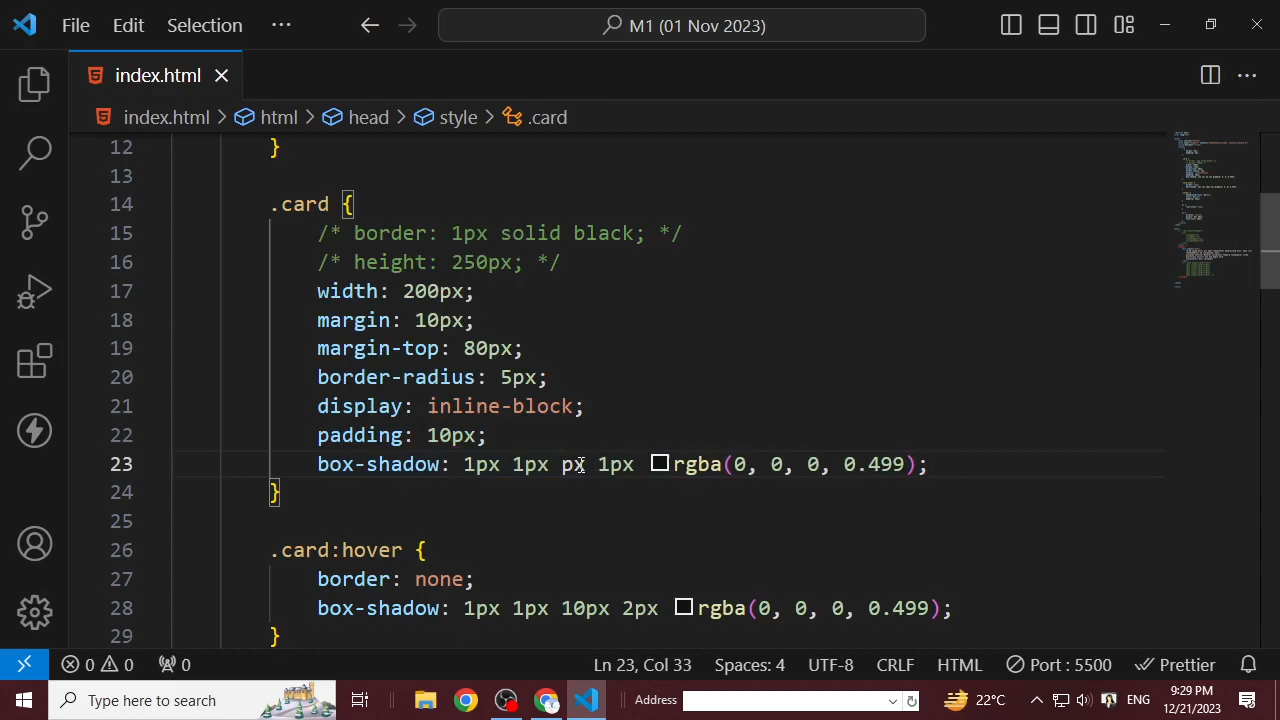 File Edit Selection ··· M1 (01 Nov 2023)
index.html
index.html > html > head > style > .card
12 }
13
14 .card {
15 /* border: 1px solid black; */
16 /* height: 250px; */
17 width: 200px;
18 margin: 10px;
19 margin-top: 80px;
20 border-radius: 5px;
21 display: inline-block;
22 padding: 10px;
23 box-shadow: 1px 1px px 1px rgba(0, 0, 0, 0.499);
24 }
25
26 .card:hover {
27 border: none;
28 box-shadow: 1px 1px 10px 2px rgba(0, 0, 0, 0.499);
29 }
0 0 0 Ln 23, Col 33 Spaces: 4 UTF-8 CRLF HTML Port : 5500 Prettier
Type here to search Address 22°C ENG 9:29 PM
12/21/2023